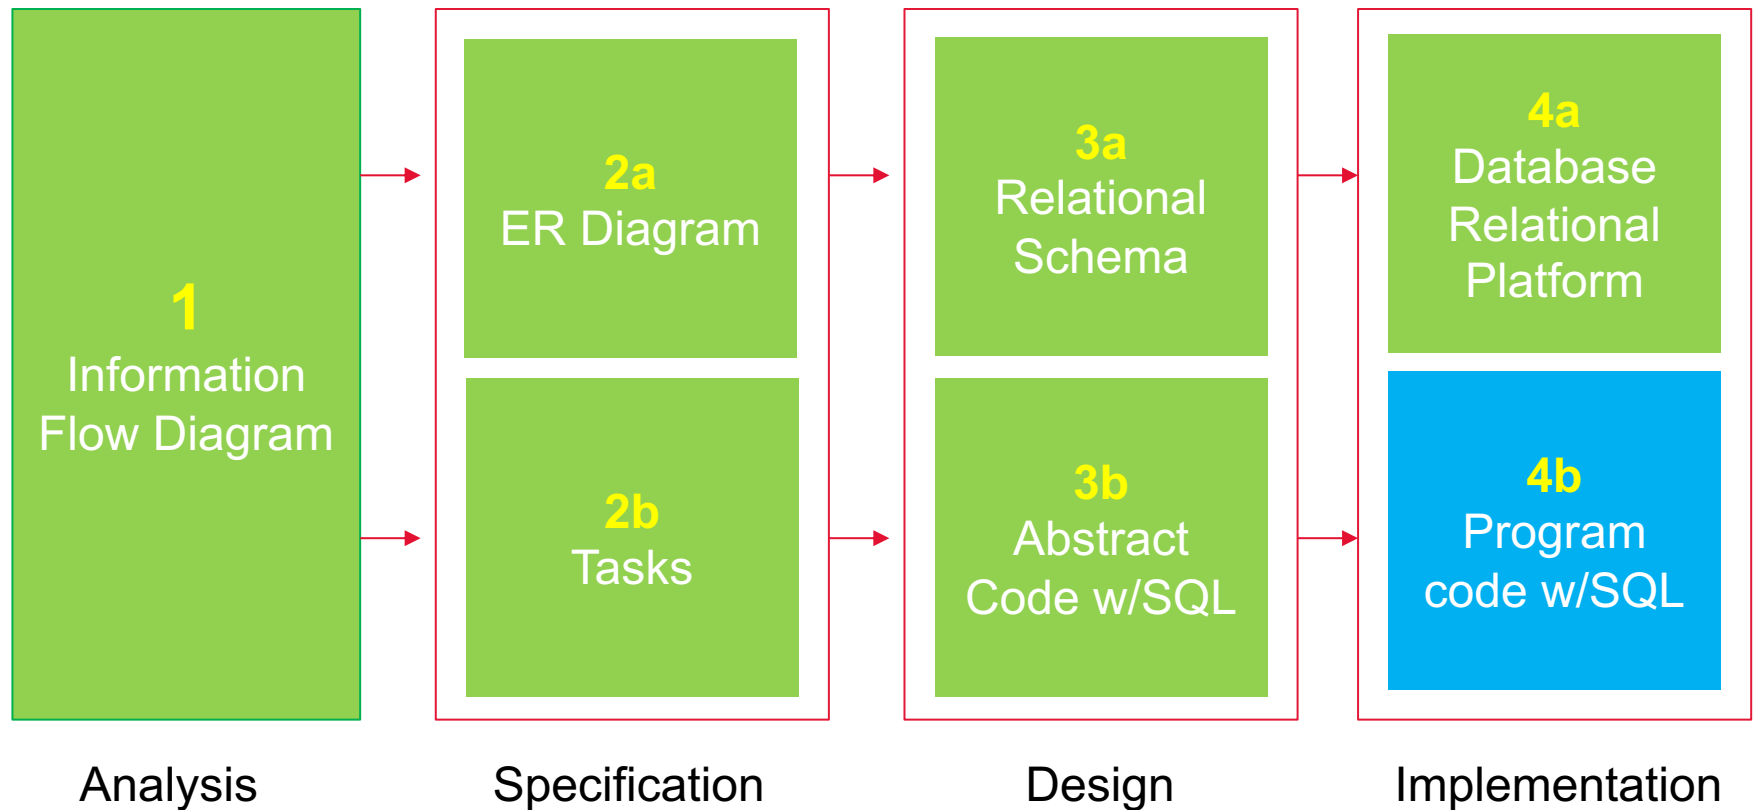 1
Information
Flow Diagram
2a
ER Diagram
2b
Tasks
3a
Relational
Schema
3b
Abstract
Code w/SQL
4a
Database
Relational
Platform
4b
Program
code w/SQL
Analysis
Specification
Design
Implementation